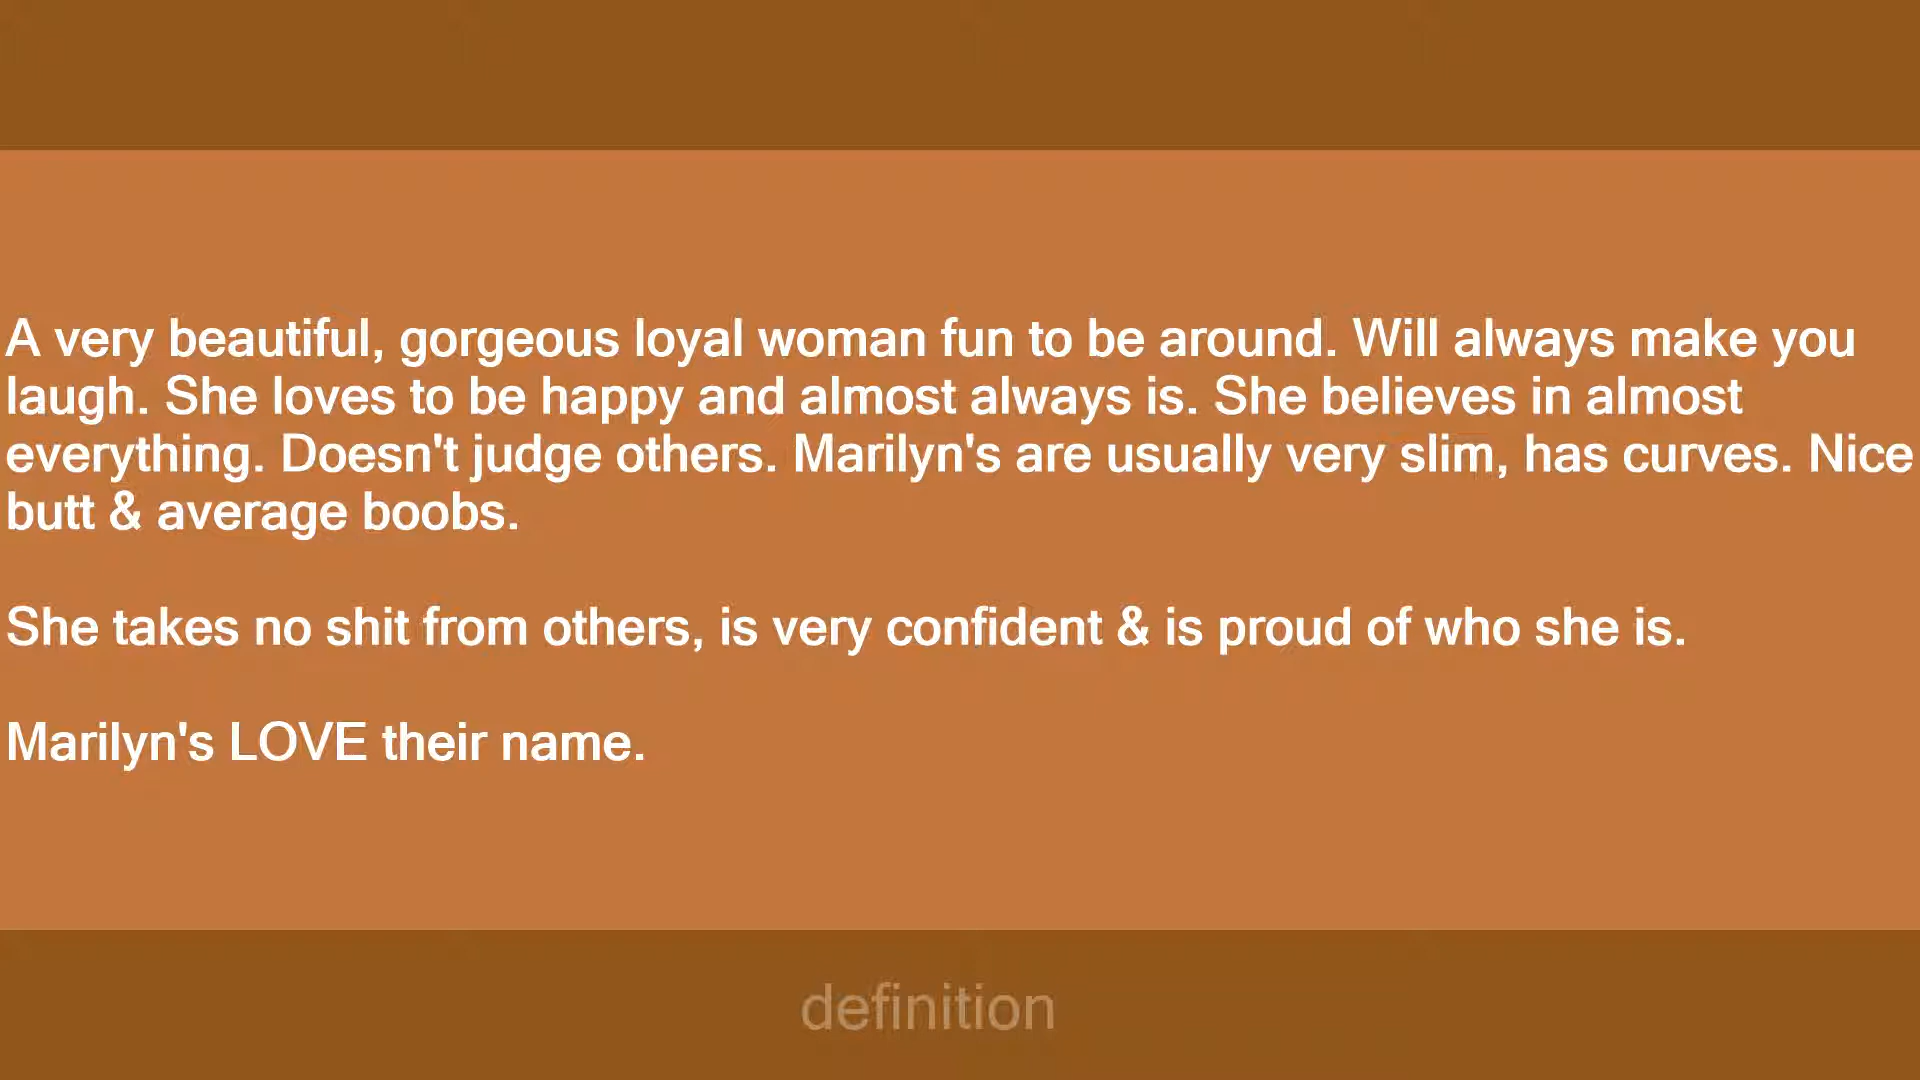 A very beautiful, gorgeous loyal woman fun to be around. Will always make you
laugh. She loves to be happy and almost always is. She believes in almost
everything. Doesn't judge others. Marilyn's are usually very slim, has curves. Nice
butt & average boobs.
She takes no shit from others, is very confident & is proud of who she is.
Marilyn's LOVE their name.
definition